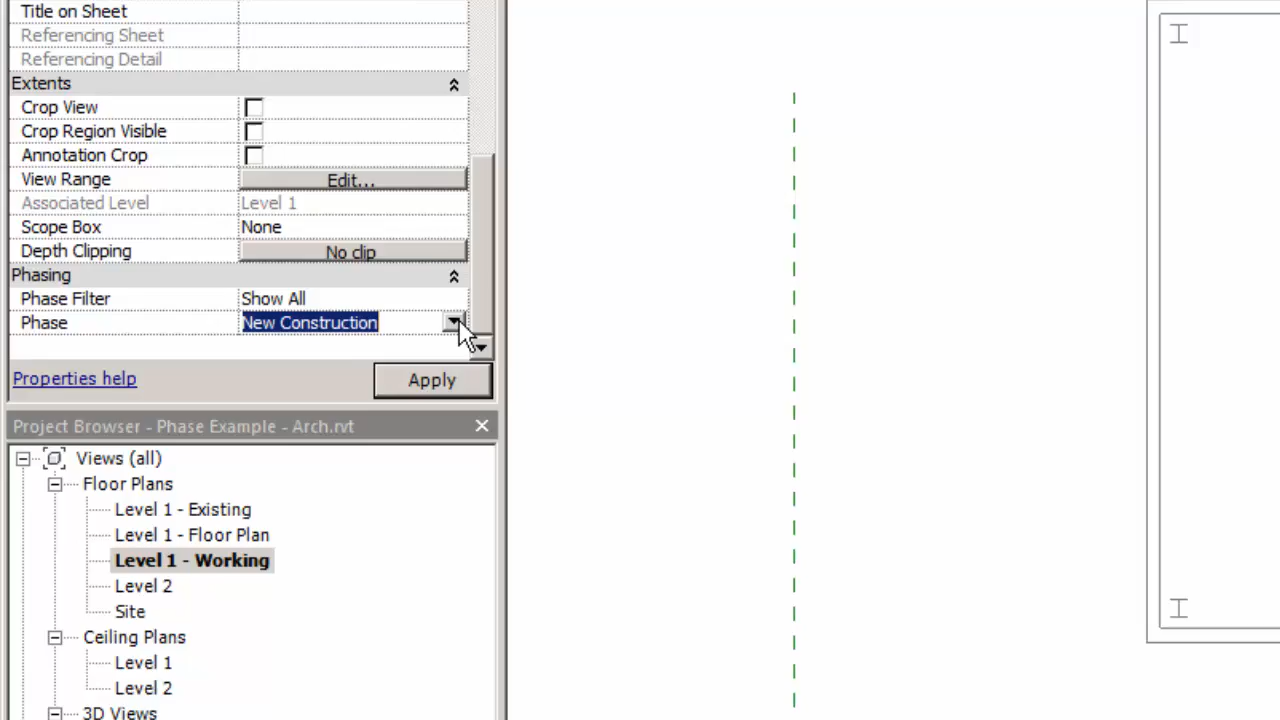 Title on Sheet
Referencing Sheet
Referencing Detail
Extents
Crop View
Crop Region Visible
Annotation Crop
View Range Edit...
Associated Level Level 1
Scope Box None
Depth Clipping No clip
Phasing
Phase Filter Show All
Phase New Construction
Properties help Apply
Project Browser - Phase Example - Arch.rvt
Views (all)
Floor Plans
Level 1 - Existing
Level 1 - Floor Plan
Level 1 - Working
Level 2
Site
Ceiling Plans
Level 1
Level 2
3D Views